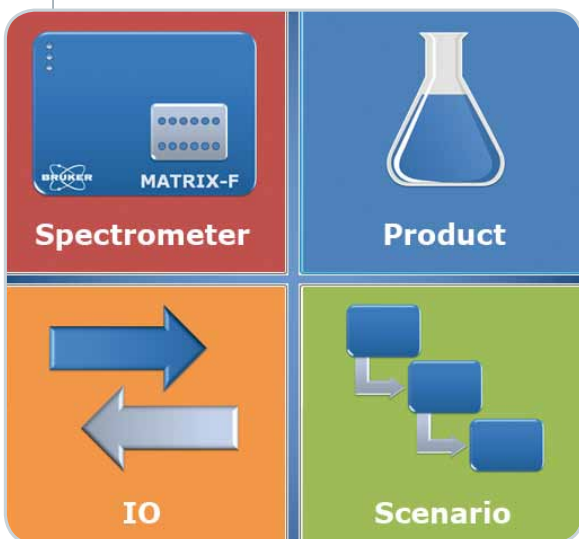 BRUKER
MATRIX-F
Spectrometer
Product
IO
Scenario